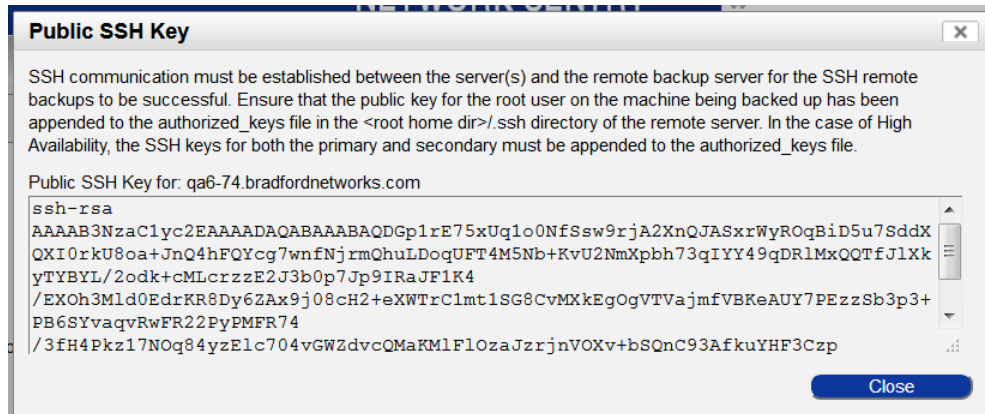 NETWORK SENTRY
Public SSH Key
SSH communication must be established between the server(s) and the remote backup server for the SSH remote
backups to be successful. Ensure that the public key for the root user on the machine being backed up has been
appended to the authorized_keys file in the <root home dir>/.ssh directory of the remote server. In the case of High
Availability, the SSH keys for both the primary and secondary must be appended to the authorized_keys file.
Public SSH Key for: qa6-74.bradfordnetworks.com
ssh-rsa
AAAAB3NzaC1yc2EAAAADAQABAAABAQDGp1rE75xUq1o0NfSsw9rjA2XnQJASxrWyROqBiD5u7SddX
QXI0rkU8oa+JnQ4hFQYcg7wnfNjrmQhuLDoqUFT4M5Nb+KvU2NmXpbh73qIYY49qDRlMxQQTfJlXk
yTYBYL/2odk+cMLcrzzE2J3b0p7Jp9IRaJF1K4
/EXOh3Mld0EdrKR8Dy6ZAx9j08cH2+eXWTrC1mt1SG8CvMXkEgOgVTVajmfVBKeAUY7PEzzSb3p3+
PB6SYvaqvRwFR22PyPMFR74
/3fH4Pkz17NOq84yzElc704vGWZdvcQMaKMlFlOzaJzrjnVOXv+bSQnC93AfkuYHF3Czp
Close